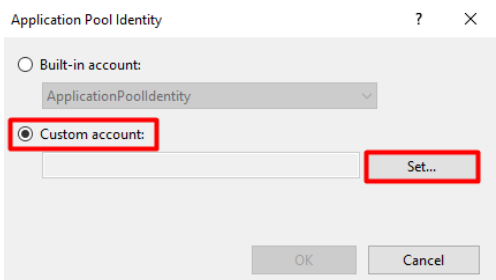 Application Pool Identity ? ×
Built-in account:
ApplicationPoolIdentity
Custom account:
Set...
OK Cancel